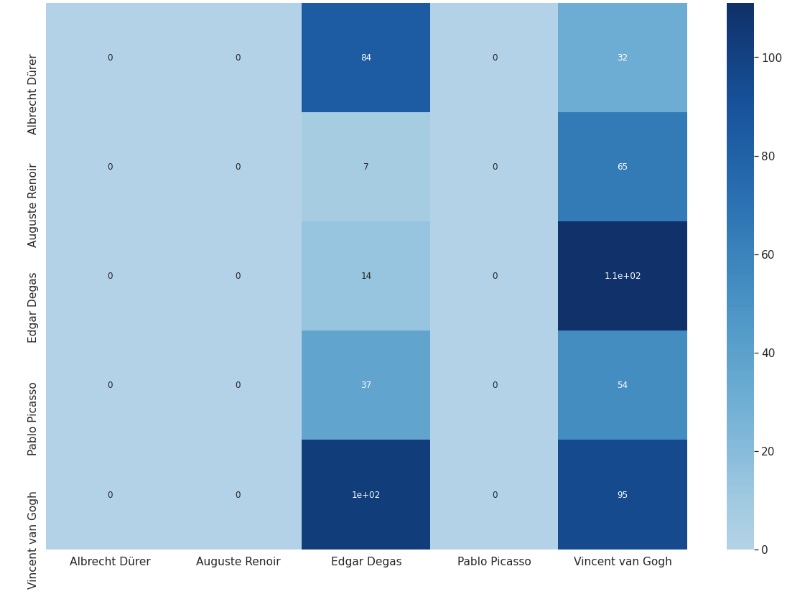 Albrecht Dürer
0 0 84 0 32
Auguste Renoir
0 0 7 0 65
Edgar Degas
0 0 14 0 1.1e+02
Pablo Picasso
0 0 37 0 54
Vincent van Gogh
0 0 1e+02 0 95
Albrecht Dürer Auguste Renoir Edgar Degas Pablo Picasso Vincent van Gogh
100
80
60
40
20
0